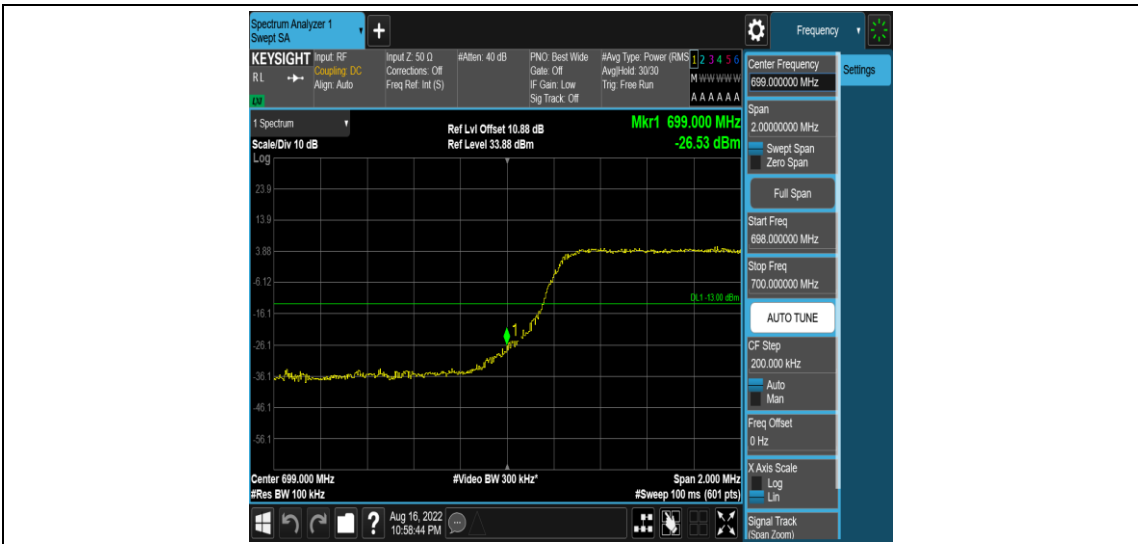 Spectrum Analyzer 1
Swept SA
+
Frequency
KEYSIGHT
RL
LXI
Input: RF
Coupling: DC
Align: Auto
Input Z: 50 Ω
Corrections: Off
Freq Ref: Int (S)
#Atten: 40 dB
PNO: Best Wide
Gate: Off
IF Gain: Low
Sig Track: Off
#Avg Type: Power (RMS
Avg|Hold: 30/30
Trig: Free Run
1 2 3 4 5 6
M W W W W W
A A A A A A
1 Spectrum
Scale/Div 10 dB
Log
Ref Lvl Offset 10.88 dB
Ref Level 33.88 dBm
Mkr1 699.000 MHz
-26.53 dBm
23.9
13.9
3.88
-6.12
-16.1
-26.1
-36.1
-46.1
-56.1
DL1 -13.00 dBm
1
Center 699.000 MHz
#Res BW 100 kHz
#Video BW 300 kHz*
Span 2.000 MHz
#Sweep 100 ms (601 pts)
Center Frequency
699.000000 MHz
Settings
Span
2.00000000 MHz
Swept Span
Zero Span
Full Span
Start Freq
698.000000 MHz
Stop Freq
700.000000 MHz
AUTO TUNE
CF Step
200.000 kHz
Auto
Man
Freq Offset
0 Hz
X Axis Scale
Log
Lin
Signal Track
(Span Zoom)
?
Aug 16, 2022
10:58:44 PM